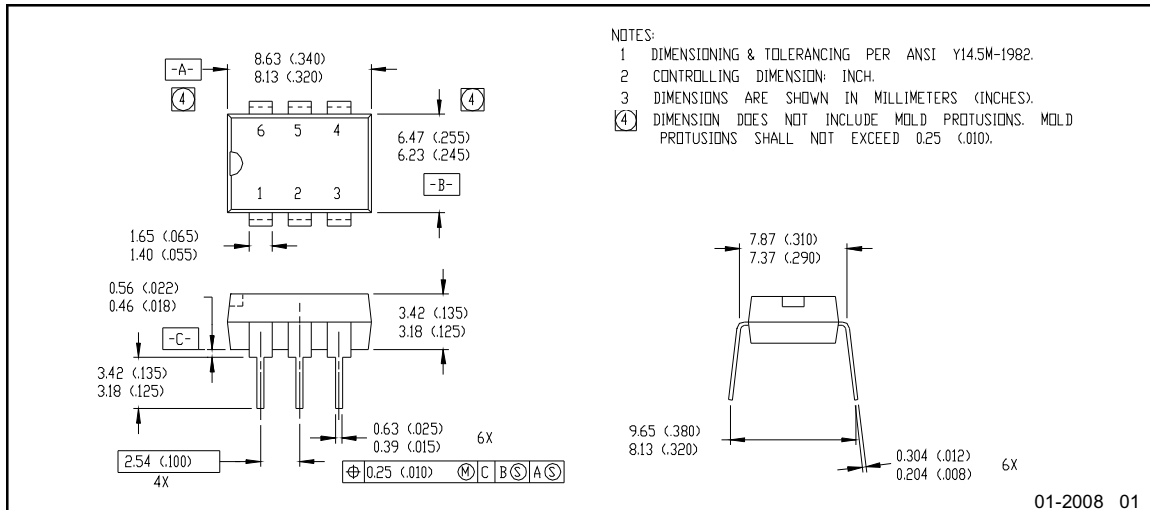 8.63 (.340)
8.13 (.320)
-A-
4
4
6 5 4
1 2 3
6.47 (.255)
6.23 (.245)
-B-
1.65 (.065)
1.40 (.055)
0.56 (.022)
0.46 (.018)
-C-
3.42 (.135)
3.18 (.125)
3.42 (.135)
3.18 (.125)
0.63 (.025)
0.39 (.015)
6X
2.54 (.100)
4X
⌖ 0.25 (.010) Ⓜ C B Ⓢ A Ⓢ
NOTES:
1 DIMENSIONING & TOLERANCING PER ANSI Y14.5M-1982.
2 CONTROLLING DIMENSION: INCH.
3 DIMENSIONS ARE SHOWN IN MILLIMETERS (INCHES).
4 DIMENSION DOES NOT INCLUDE MOLD PROTUSIONS. MOLD
PROTUSIONS SHALL NOT EXCEED 0.25 (.010).
7.87 (.310)
7.37 (.290)
9.65 (.380)
8.13 (.320)
0.304 (.012)
0.204 (.008)
6X
01-2008 01